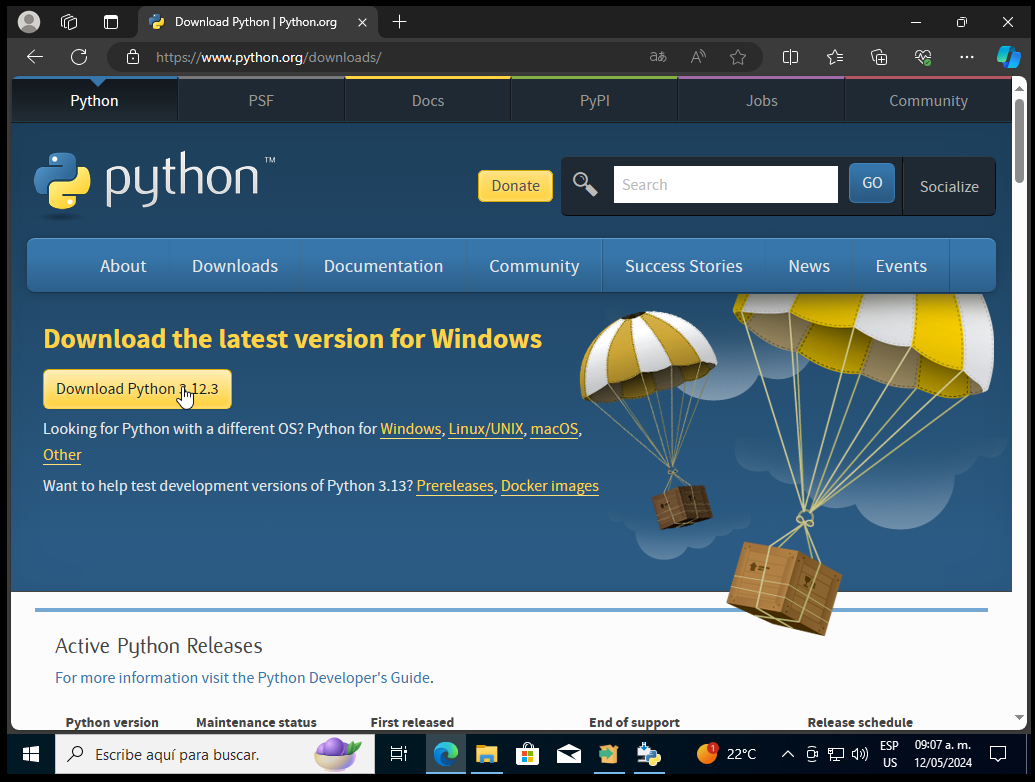 Download Python | Python.org
https://www.python.org/downloads/
aあ
Python PSF Docs PyPI Jobs Community
python™
Donate Search GO Socialize
About Downloads Documentation Community Success Stories News Events
Download the latest version for Windows
Download Python 3.12.3
Looking for Python with a different OS? Python for Windows, Linux/UNIX, macOS,
Other
Want to help test development versions of Python 3.13? Prereleases, Docker images
Active Python Releases
For more information visit the Python Developer's Guide.
Python version Maintenance status First released End of support Release schedule
Escribe aquí para buscar.
1 22°C
ESP
US
09:07 a. m.
12/05/2024